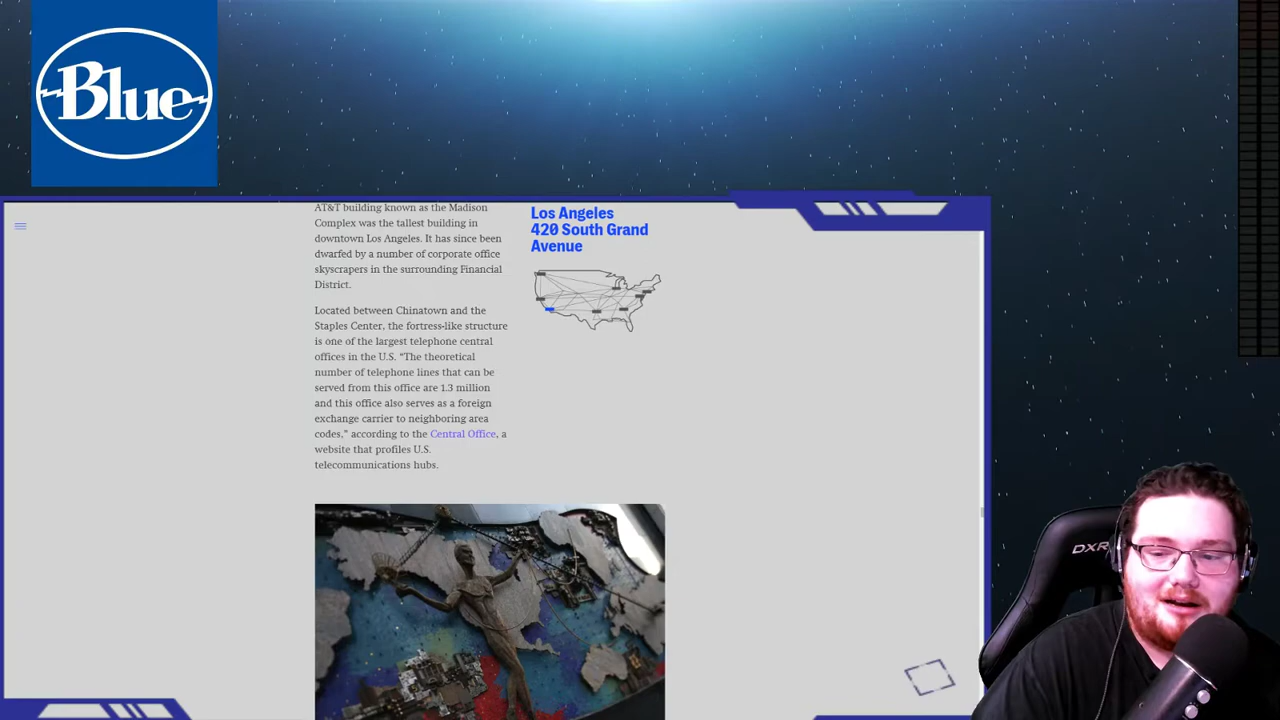 Blue
AT&T building known as the Madison
Complex was the tallest building in
downtown Los Angeles. It has since been
dwarfed by a number of corporate office
skyscrapers in the surrounding Financial
District.
Located between Chinatown and the
Staples Center, the fortress-like structure
is one of the largest telephone central
offices in the U.S. “The theoretical
number of telephone lines that can be
served from this office are 1.3 million
and this office also serves as a foreign
exchange carrier to neighboring area
codes,” according to the Central Office, a
website that profiles U.S.
telecommunications hubs.
Los Angeles
420 South Grand
Avenue
DXR